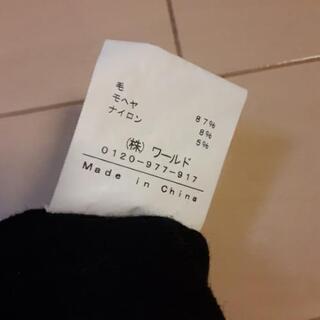 毛 87%
モヘヤ 8%
ナイロン 5%
(株) ワールド
0120-977-917
Made in China